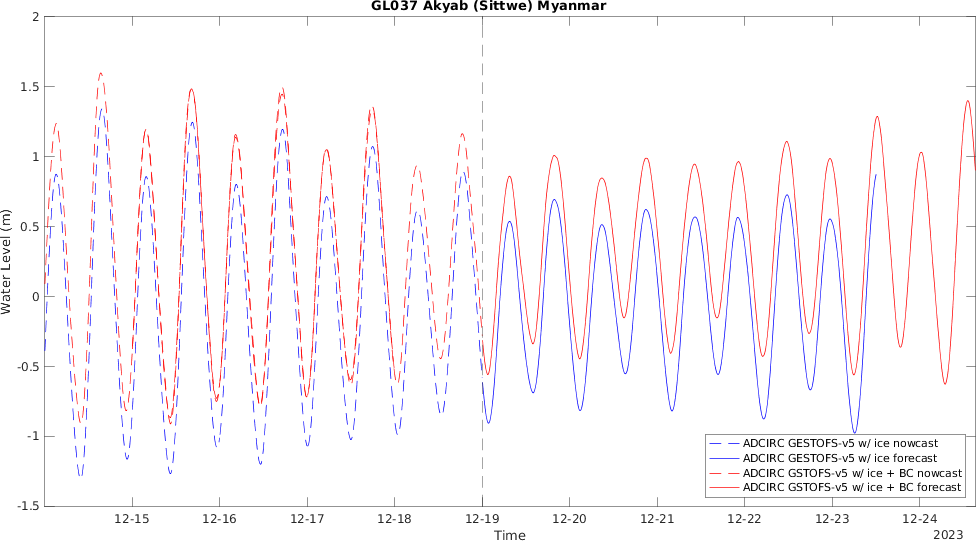 GL037 Akyab (Sittwe) Myanmar
Water Level (m)
2
1.5
1
0.5
0
-0.5
-1
-1.5
12-15 12-16 12-17 12-18 12-19 12-20 12-21 12-22 12-23 12-24
Time
2023
ADCIRC GESTOFS-v5 w/ ice nowcast
ADCIRC GESTOFS-v5 w/ ice forecast
ADCIRC GSTOFS-v5 w/ ice + BC nowcast
ADCIRC GSTOFS-v5 w/ ice + BC forecast